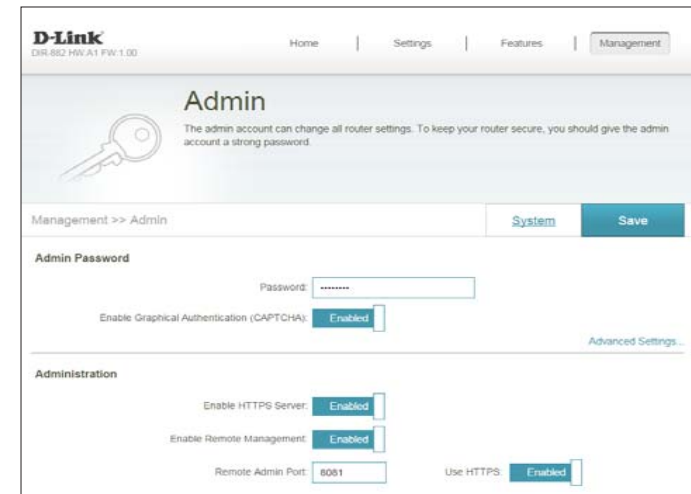 D-Link
DIR-882 HW:A1 FW:1.00
Home | Settings | Features | Management
Admin
The admin account can change all router settings. To keep your router secure, you should give the admin
account a strong password.
Management >> Admin
System
Save
Admin Password
Password: ········
Enable Graphical Authentication (CAPTCHA): Enabled
Advanced Settings...
Administration
Enable HTTPS Server: Enabled
Enable Remote Management: Enabled
Remote Admin Port: 8081 Use HTTPS: Enabled